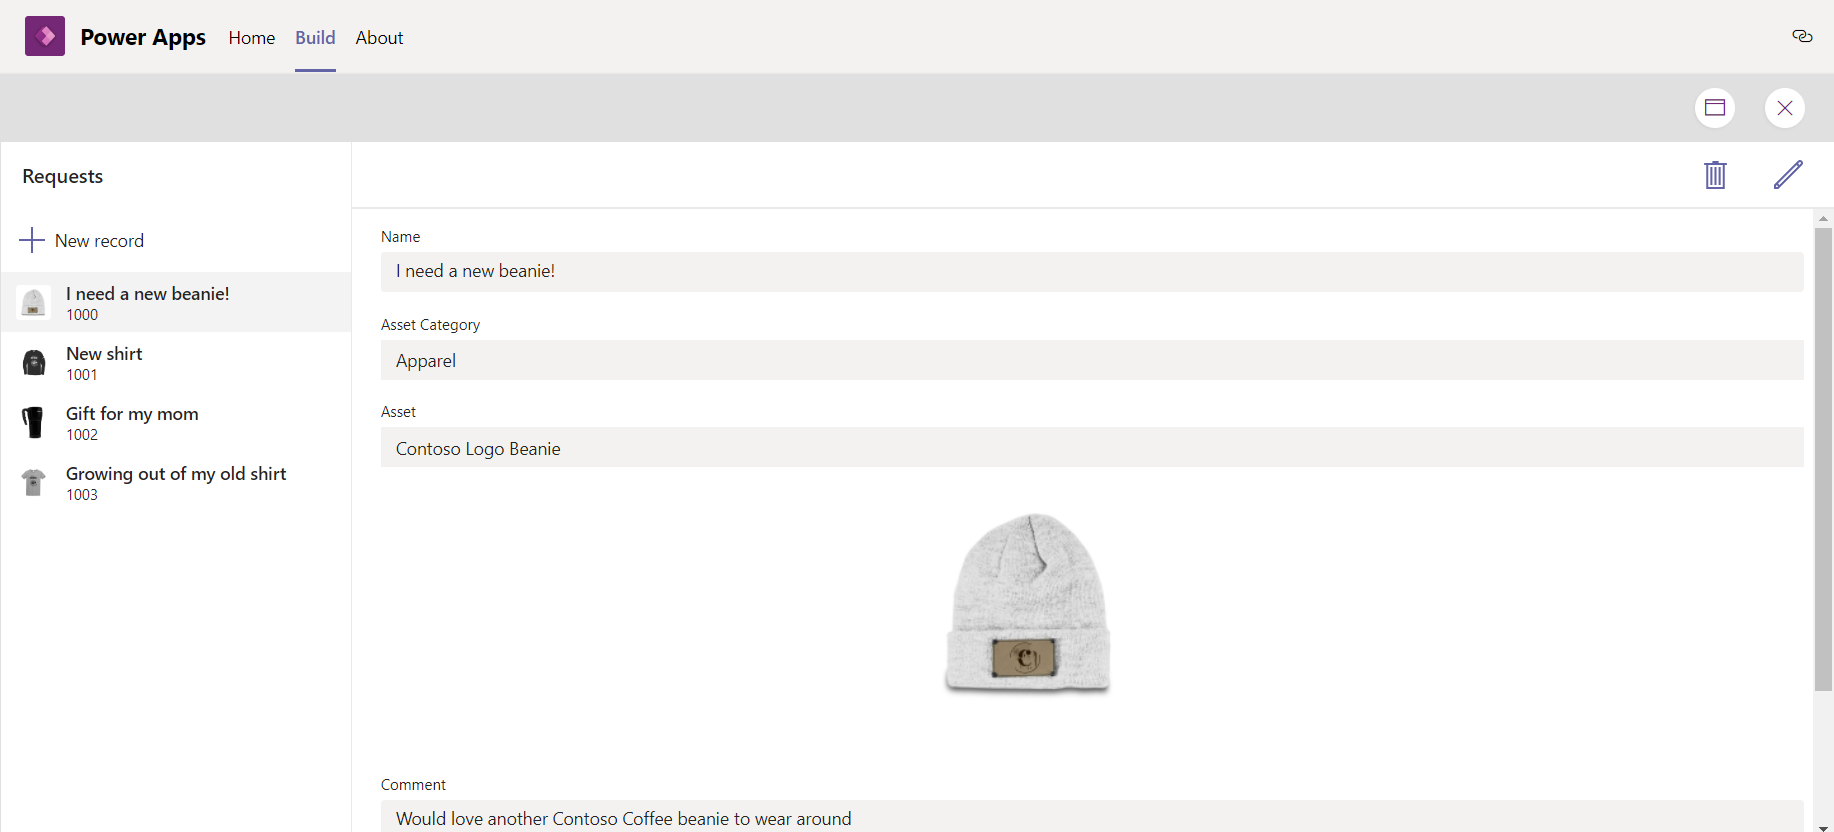 Power Apps Home Build About
Requests
New record
I need a new beanie!
1000
New shirt
1001
Gift for my mom
1002
Growing out of my old shirt
1003
Name
I need a new beanie!
Asset Category
Apparel
Asset
Contoso Logo Beanie
C
Comment
Would love another Contoso Coffee beanie to wear around